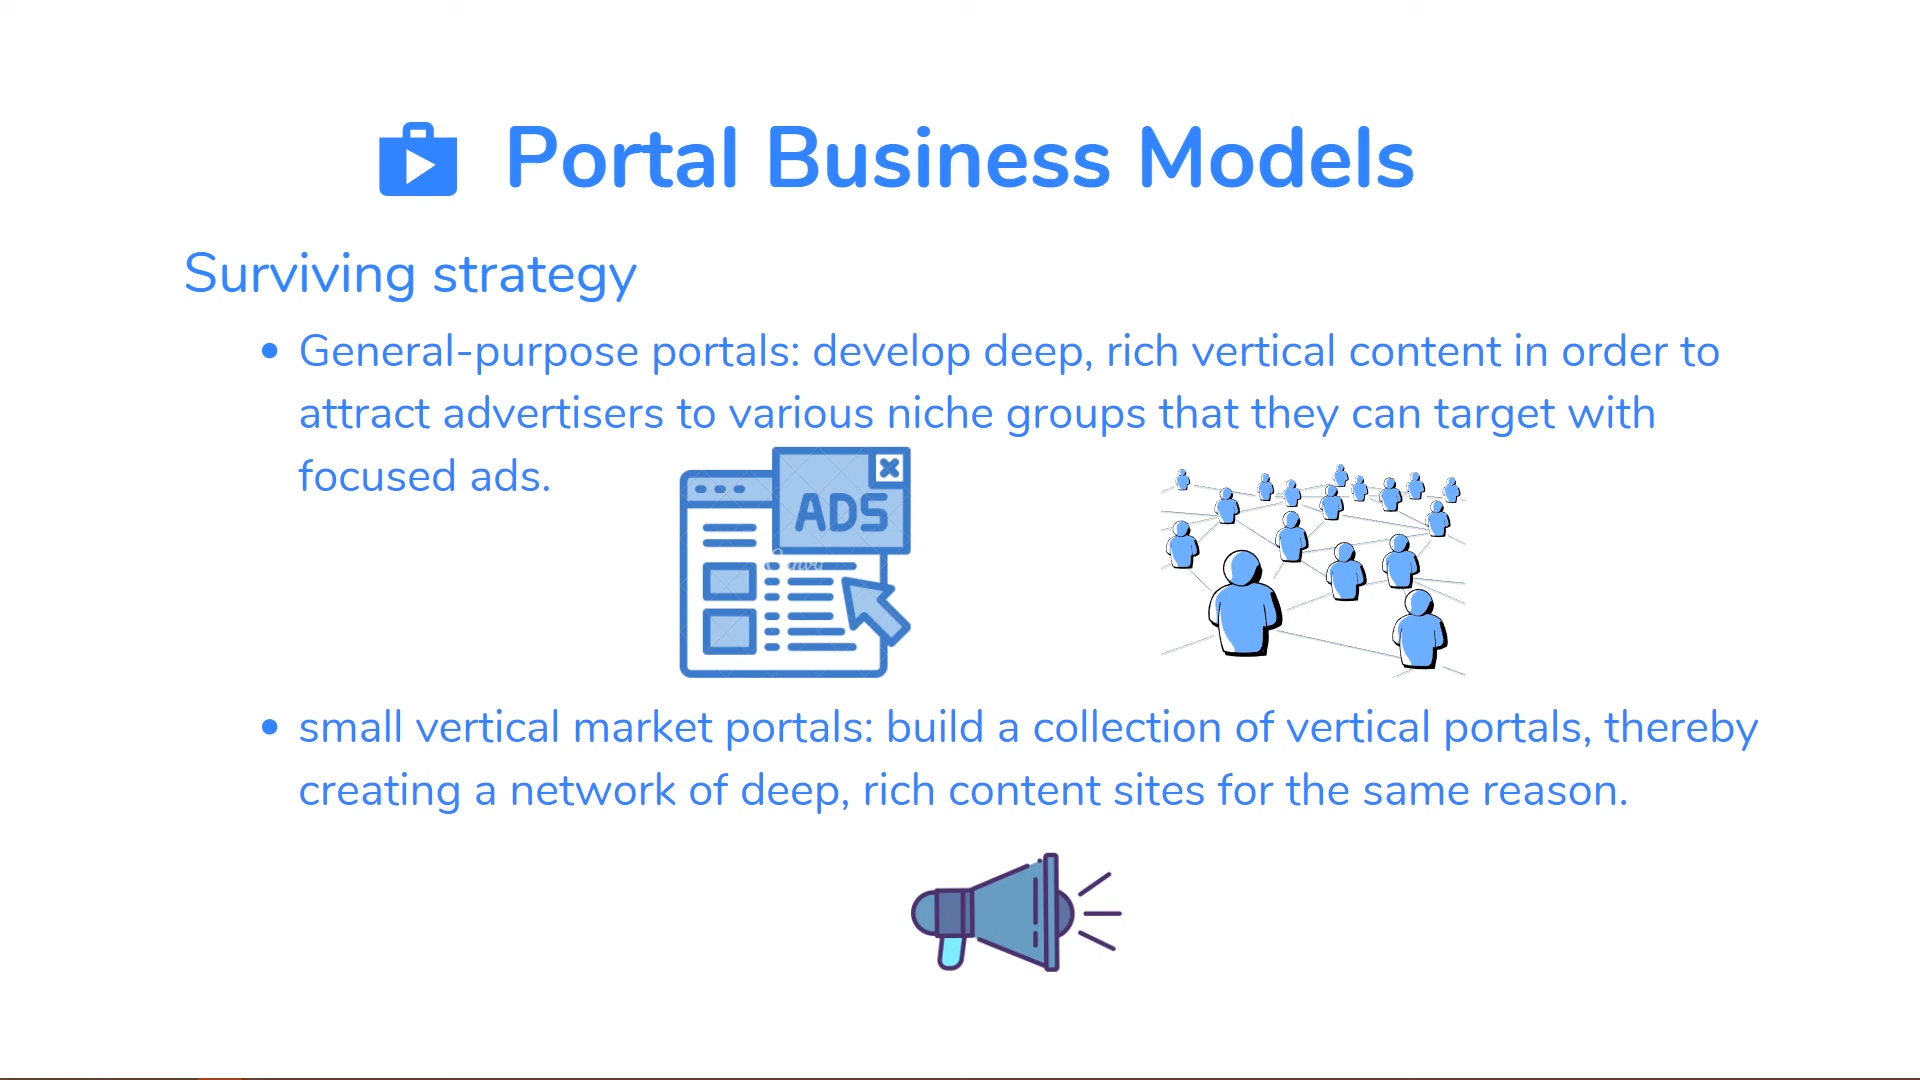 Portal Business Models
Surviving strategy
• General-purpose portals: develop deep, rich vertical content in order to
attract advertisers to various niche groups that they can target with
focused ads.
ADS
Canva
• small vertical market portals: build a collection of vertical portals, thereby
creating a network of deep, rich content sites for the same reason.